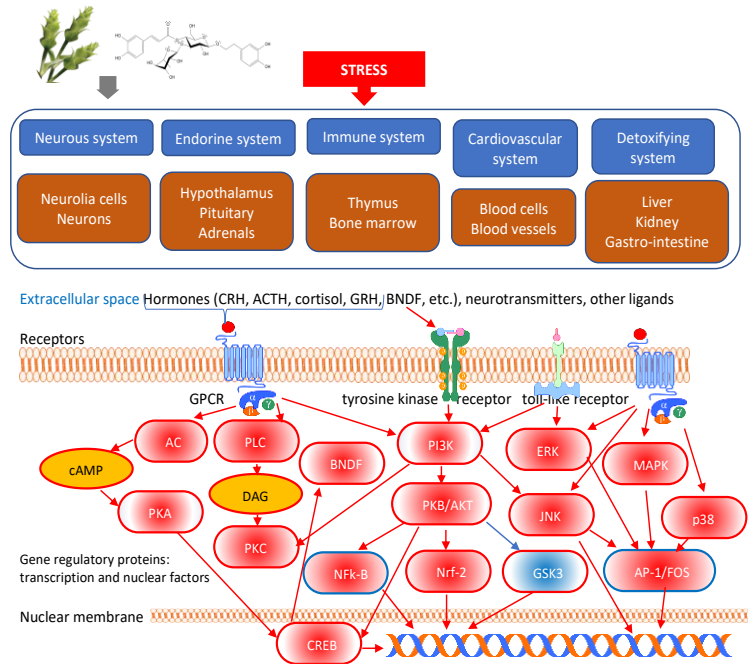 STRESS
Neurous system
Endorine system
Immune system
Cardiovascular
system
Detoxifying
system
Neurolia cells
Neurons
Hypothalamus
Pituitary
Adrenals
Thymus
Bone marrow
Blood cells
Blood vessels
Liver
Kidney
Gastro-intestine
Extracellular space Hormones (CRH, ACTH, cortisol, GRH, BNDF, etc.), neurotransmitters, other ligands
Receptors
GPCR
α
β
γ
tyrosine kinase receptor
toll-like receptor
α
β
γ
AC
PLC
BNDF
PI3K
ERK
MAPK
cAMP
DAG
PKA
PKC
PKB/AKT
JNK
p38
Gene regulatory proteins:
transcription and nuclear factors
NFk-B
Nrf-2
GSK3
AP-1/FOS
Nuclear membrane
CREB